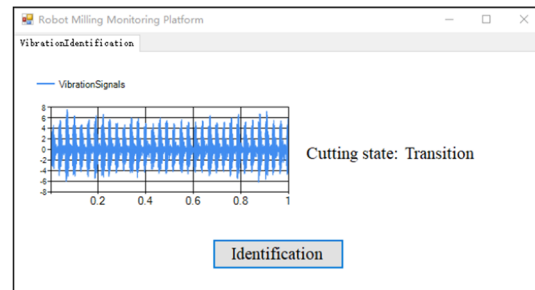 Robot Milling Monitoring Platform
VibrationIdentification
VibrationSignals
8
6
4
2
0
-2
-4
-6
-8
0.2 0.4 0.6 0.8 1
Cutting state: Transition
Identification